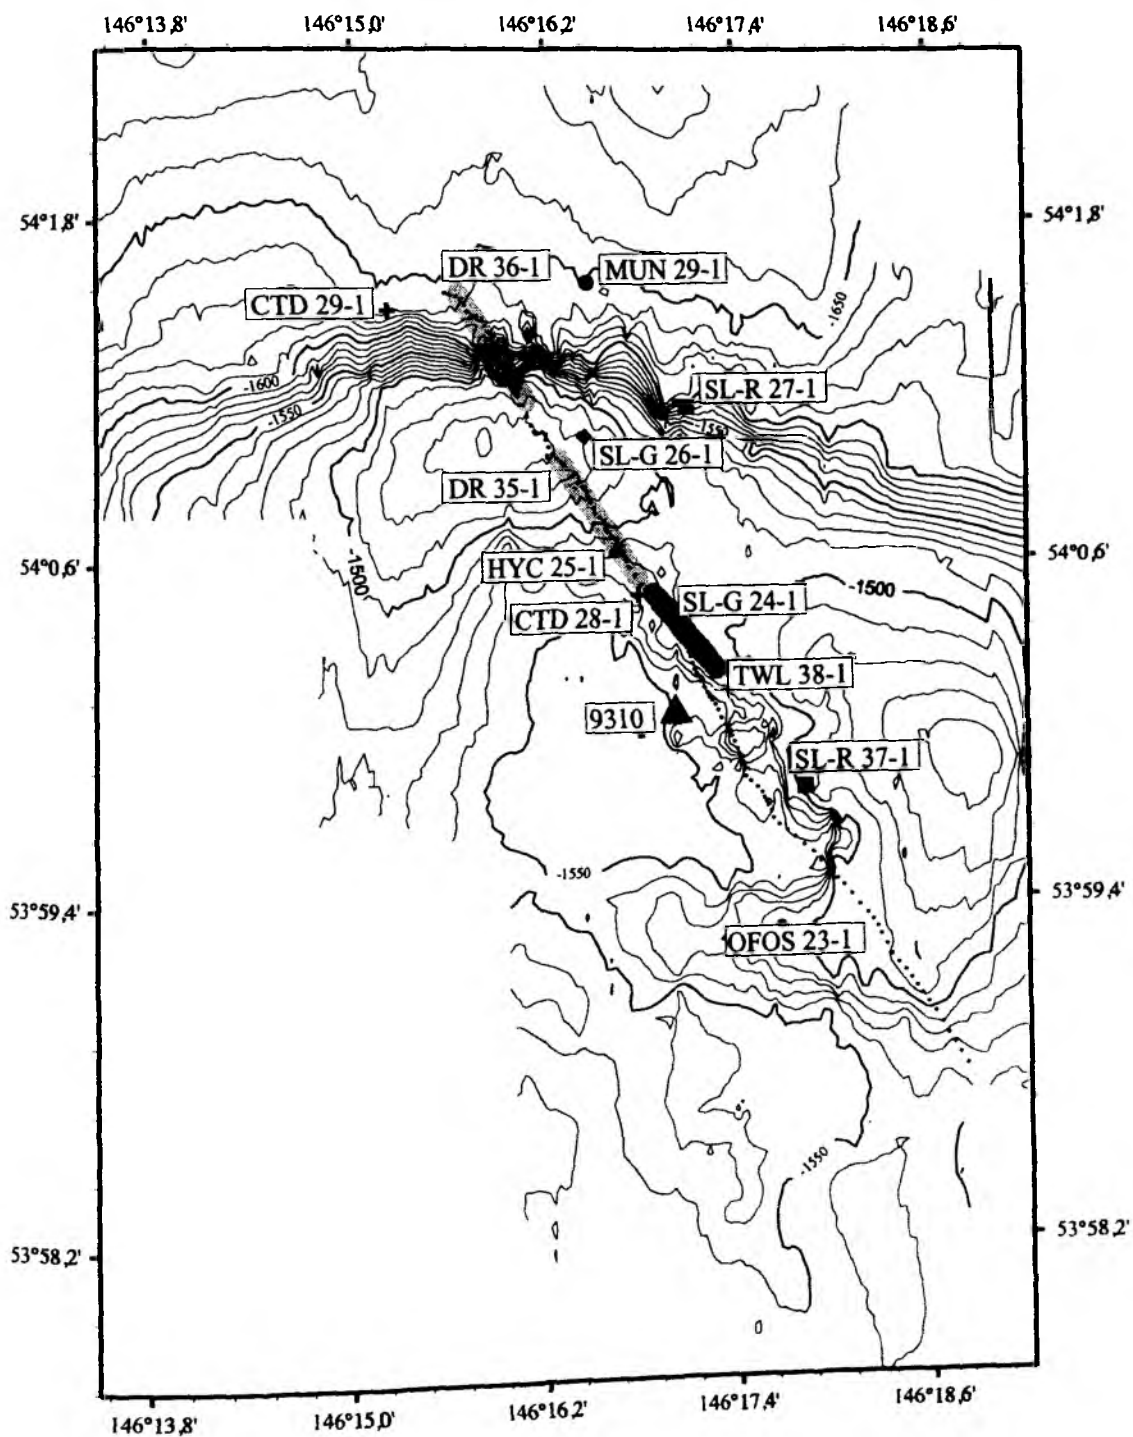 146°13,8' 146°15,0' 146°16,2' 146°17,4' 146°18,6'
54°1,8' 54°1,8'
DR 36-1 MUN 29-1
CTD 29-1
-1650
-1600
SL-R 27-1
-1550 -1550
SL-G 26-1
DR 35-1
54°0,6' 54°0,6'
HYC 25-1
-1500 -1500
SL-G 24-1
CTD 28-1
TWL 38-1
9310
SL-R 37-1
-1550
53°59,4' 53°59,4'
OFOS 23-1
-1550
53°58,2' 53°58,2'
146°13,8' 146°15,0' 146°16,2' 146°17,4' 146°18,6'